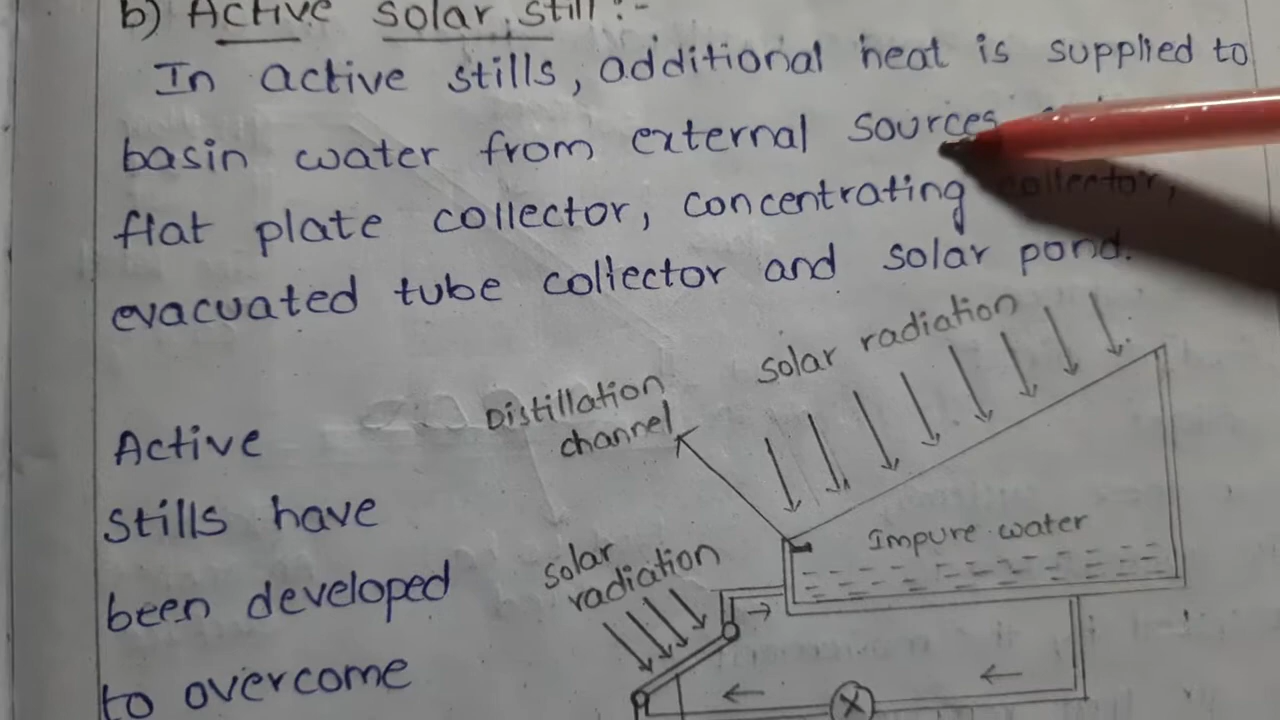 b) Active solar still:-
In active stills, additional heat is supplied to
basin water from external sources
flat plate collector, concentrating collector,
evacuated tube collector and solar pond.
Solar radiation
Distillation
channel
Active
stills have
been developed
to overcome
Impure water
solar
radiation
X